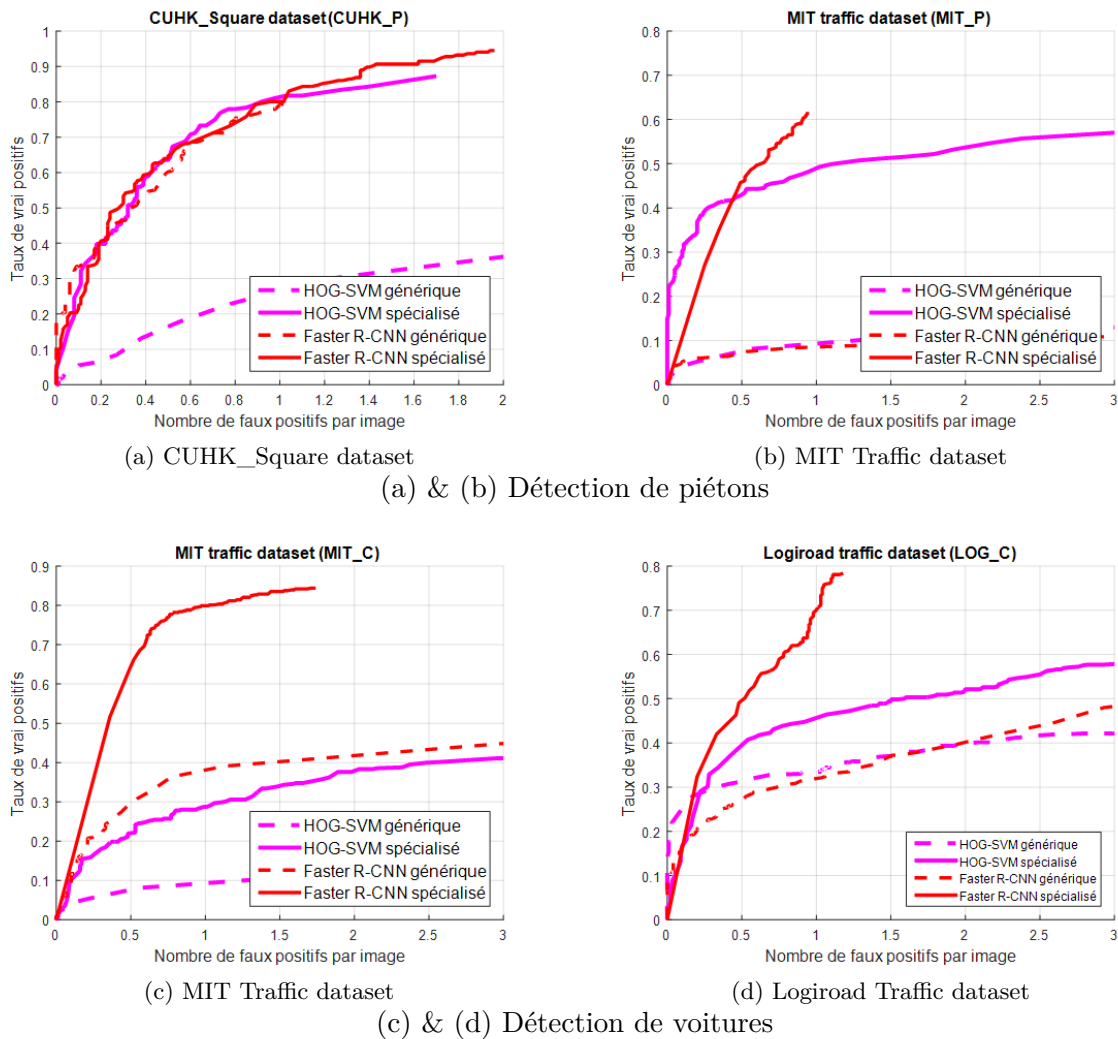 CUHK_Square dataset (CUHK_P)
Taux de vrai positifs
1
0.9
0.8
0.7
0.6
0.5
0.4
0.3
0.2
0.1
0
0
0.2
0.4
0.6
0.8
1
1.2
1.4
1.6
1.8
2
Nombre de faux positifs par image
HOG-SVM générique
HOG-SVM spécialisé
Faster R-CNN générique
Faster R-CNN spécialisé
(a) CUHK_Square dataset
MIT traffic dataset (MIT_P)
Taux de vrai positifs
0.8
0.7
0.6
0.5
0.4
0.3
0.2
0.1
0
0
0.5
1
1.5
2
2.5
3
Nombre de faux positifs par image
HOG-SVM générique
HOG-SVM spécialisé
Faster R-CNN générique
Faster R-CNN spécialisé
(b) MIT Traffic dataset
(a) & (b) Détection de piétons
MIT traffic dataset (MIT_C)
Taux de vrai positifs
0.9
0.8
0.7
0.6
0.5
0.4
0.3
0.2
0.1
0
0
0.5
1
1.5
2
2.5
3
Nombre de faux positifs par image
HOG-SVM générique
HOG-SVM spécialisé
Faster R-CNN générique
Faster R-CNN spécialisé
(c) MIT Traffic dataset
Logiroad traffic dataset (LOG_C)
Taux de vrai positifs
0.8
0.7
0.6
0.5
0.4
0.3
0.2
0.1
0
0
0.5
1
1.5
2
2.5
3
Nombre de faux positifs par image
HOG-SVM générique
HOG-SVM spécialisé
Faster R-CNN générique
Faster R-CNN spécialisé
(d) Logiroad Traffic dataset
(c) & (d) Détection de voitures